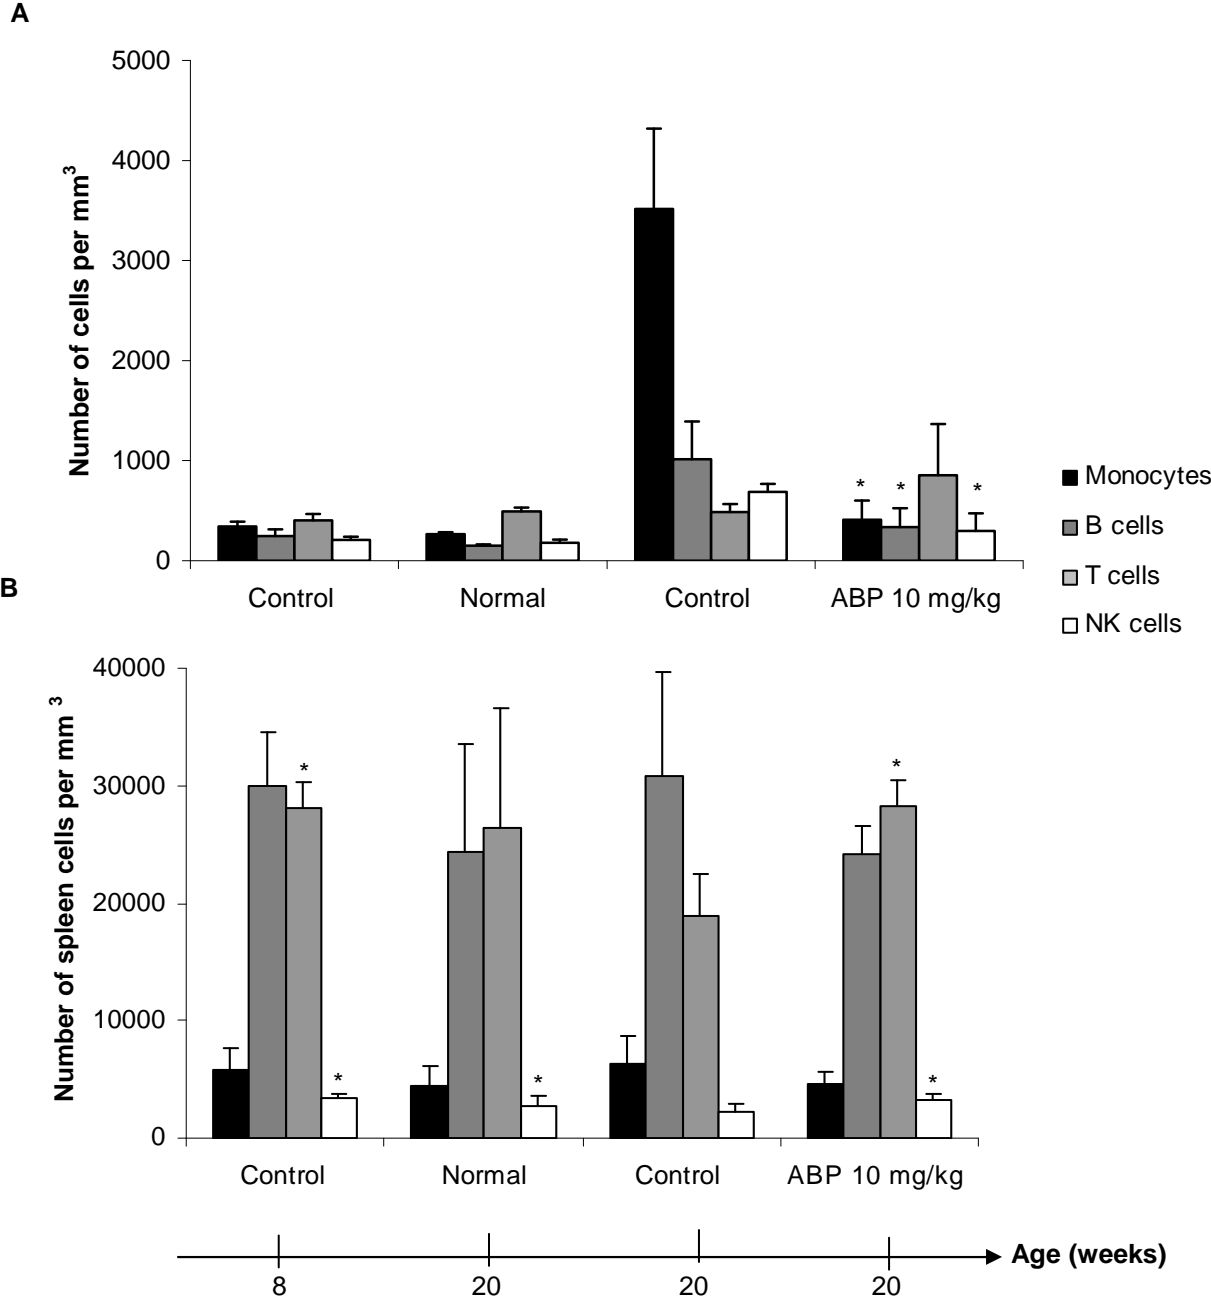 A
5000
4000
3000
2000
1000
0
Number of cells per mm3
* * *
Control Normal Control ABP 10 mg/kg
Monocytes
B cells
T cells
NK cells
B
40000
30000
20000
10000
0
Number of spleen cells per mm 3
* *
* * *
Control Normal Control ABP 10 mg/kg
Age (weeks)
8 20 20 20